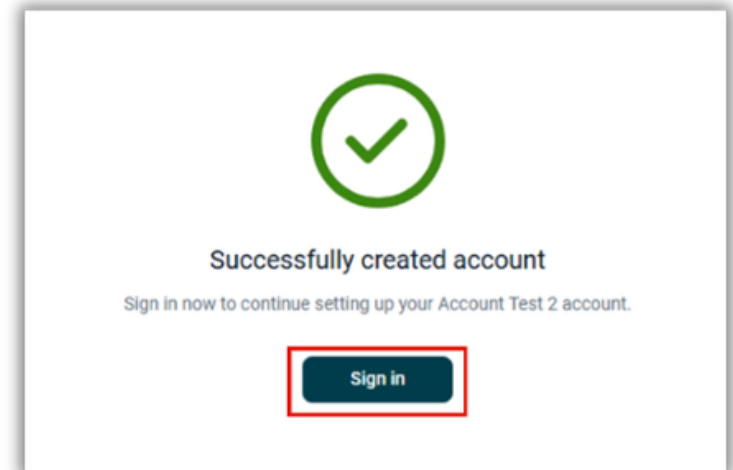 Successfully created account
Sign in now to continue setting up your Account Test 2 account.
Sign in